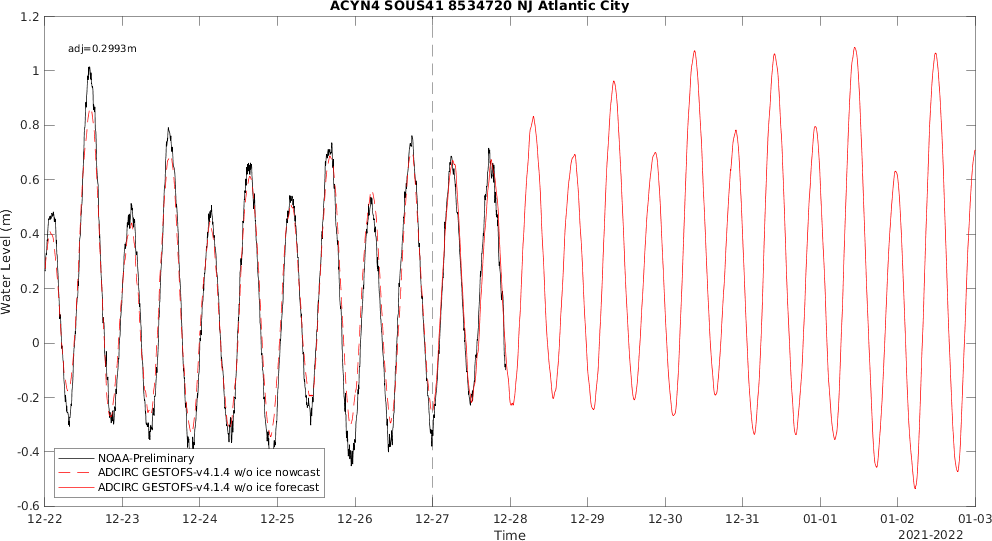 ACYN4 SOUS41 8534720 NJ Atlantic City
adj=0.2993m
Water Level (m)
1.2
1
0.8
0.6
0.4
0.2
0
-0.2
-0.4
-0.6
NOAA-Preliminary
ADCIRC GESTOFS-v4.1.4 w/o ice nowcast
ADCIRC GESTOFS-v4.1.4 w/o ice forecast
12-22 12-23 12-24 12-25 12-26 12-27 12-28 12-29 12-30 12-31 01-01 01-02 01-03
Time
2021-2022